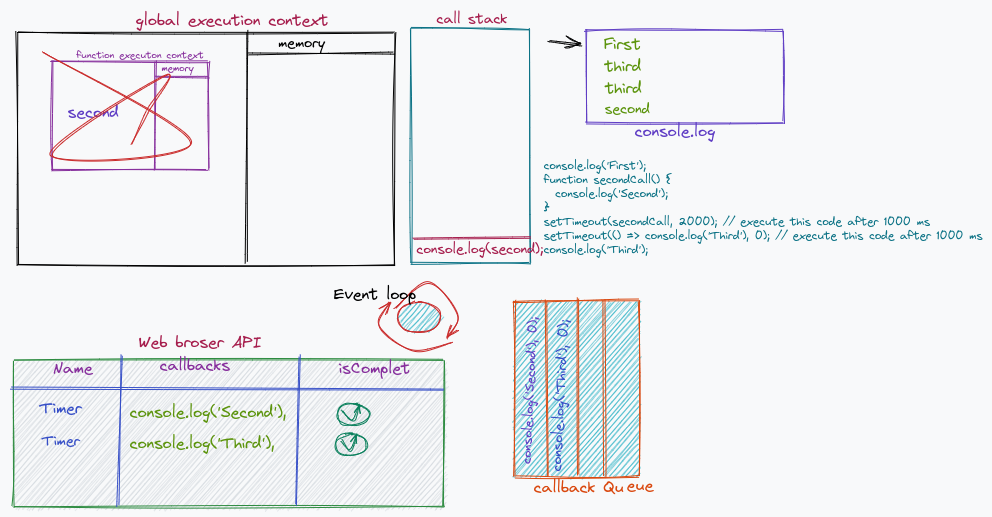 global execution context
memory
function executon context
memory
second
call stack
console.log(second);
First
third
third
second
console.log
console.log('First');
function secondCall() {
console.log('Second');
}
setTimeout(secondCall, 2000); // execute this code after 1000 ms
setTimeout(() => console.log('Third'), 0); // execute this code after 1000 ms
console.log('Third');
Event loop
Web broser API
Name callbacks isComplet
Timer console.log('Second'),
Timer console.log('Third'),
console.log('Second'), 0);
console.log('Third'), 0);
callback Queue